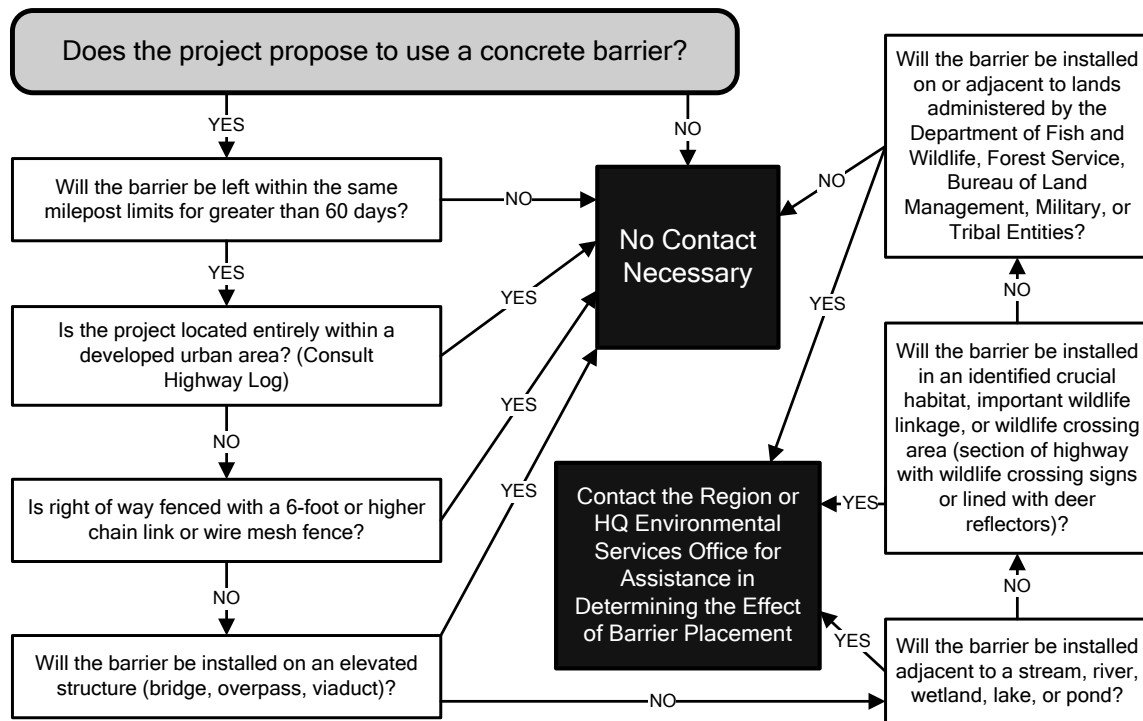 Does the project propose to use a concrete barrier?
YES
NO
Will the barrier be left within the same
milepost limits for greater than 60 days?
NO
YES
Is the project located entirely within a
developed urban area? (Consult
Highway Log)
YES
NO
Is right of way fenced with a 6-foot or higher
chain link or wire mesh fence?
YES
NO
Will the barrier be installed on an elevated
structure (bridge, overpass, viaduct)?
YES
NO
No Contact
Necessary
Contact the Region or
HQ Environmental
Services Office for
Assistance in
Determining the Effect
of Barrier Placement
Will the barrier be installed
on or adjacent to lands
administered by the
Department of Fish and
Wildlife, Forest Service,
Bureau of Land
Management, Military, or
Tribal Entities?
NO
YES
NO
Will the barrier be installed
in an identified crucial
habitat, important wildlife
linkage, or wildlife crossing
area (section of highway
with wildlife crossing signs
or lined with deer
reflectors)?
YES
NO
Will the barrier be installed
adjacent to a stream, river,
wetland, lake, or pond?
YES